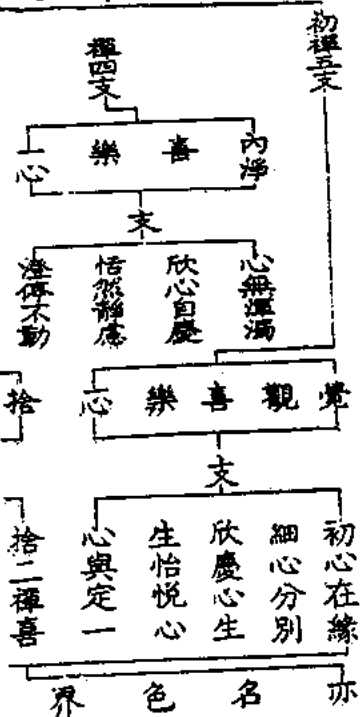 初禪五支
覺
觀
喜
樂
一心
支
初心在緣
細心分別
欣慶心生
生怡悅心
心與定一
禪四支
內淨
喜
樂
一心
支
心無渾濁
欣心自慶
恬然靜慮
澄停不動
捨
捨二禪喜
亦名色界